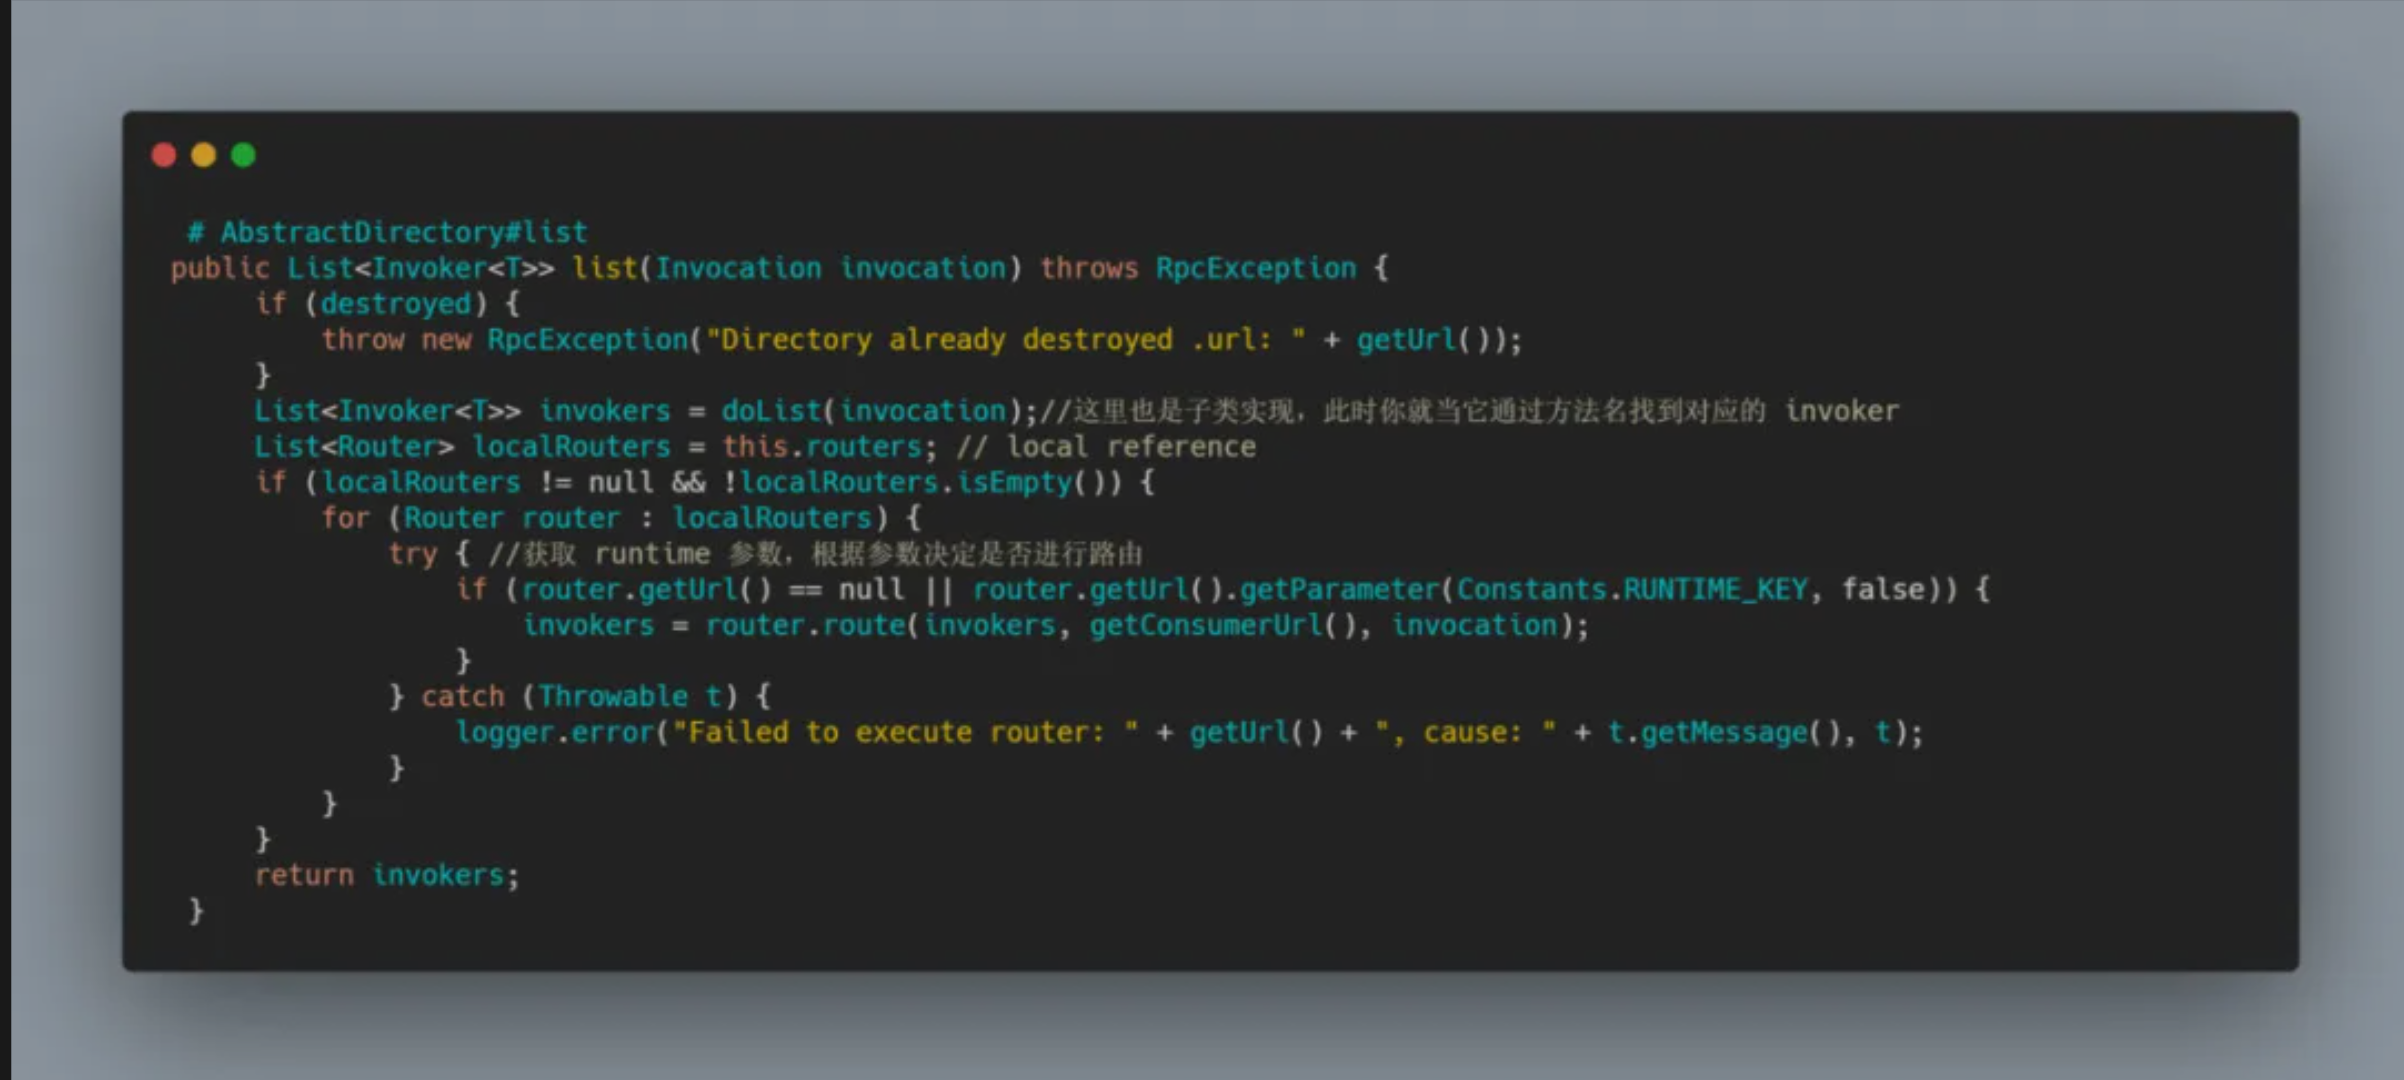 # AbstractDirectory#list
public List<Invoker<T>> list(Invocation invocation) throws RpcException {
if (destroyed) {
throw new RpcException("Directory already destroyed .url: " + getUrl());
}
List<Invoker<T>> invokers = doList(invocation);//这里也是子类实现，此时你就当它通过方法名找到对应的 invoker
List<Router> localRouters = this.routers; // local reference
if (localRouters != null && !localRouters.isEmpty()) {
for (Router router : localRouters) {
try { //获取 runtime 参数，根据参数决定是否进行路由
if (router.getUrl() == null || router.getUrl().getParameter(Constants.RUNTIME_KEY, false)) {
invokers = router.route(invokers, getConsumerUrl(), invocation);
}
} catch (Throwable t) {
logger.error("Failed to execute router: " + getUrl() + ", cause: " + t.getMessage(), t);
}
}
}
return invokers;
}